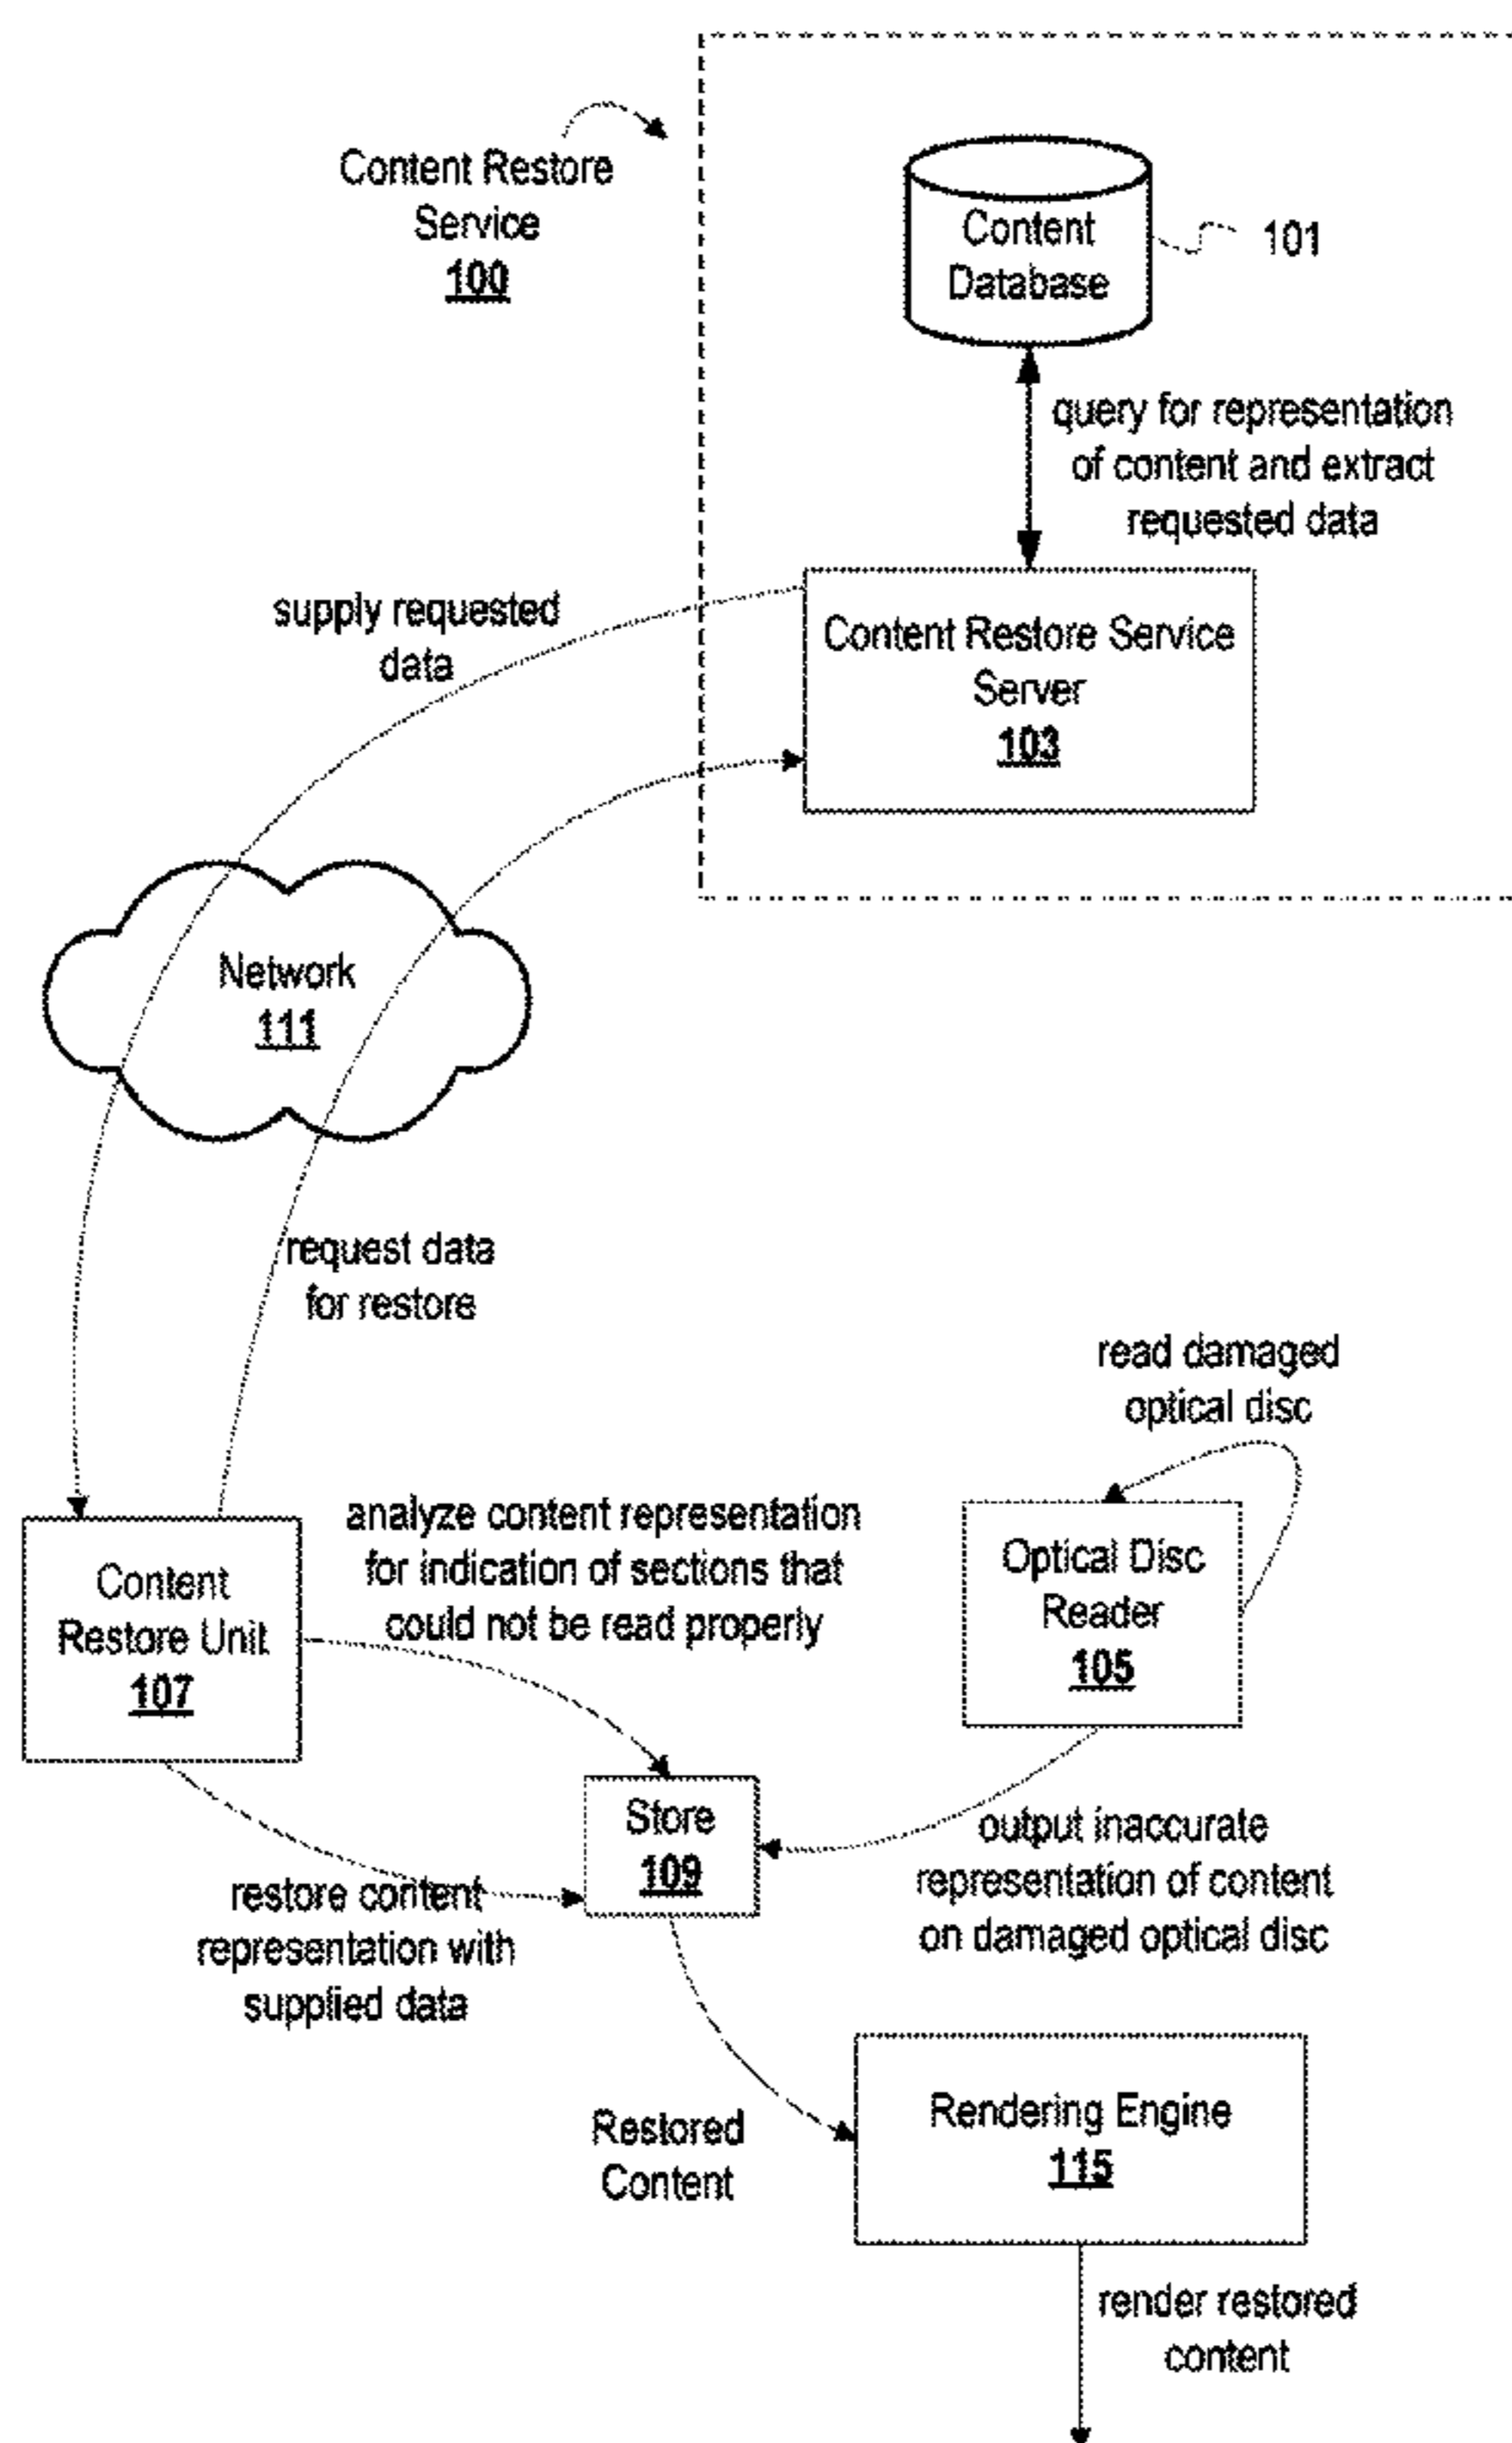 Content Restore
Service
100
Content
Database
101
query for representation
of content and extract
requested data
supply requested
data
Content Restore Service
Server
103
Network
111
request data
for restore
read damaged
optical disc
analyze content representation
for indication of sections that
could not be read properly
Content
Restore Unit
107
Optical Disc
Reader
105
Store
109
output inaccurate
representation of content
on damaged optical disc
restore content
representation with
supplied data
Restored
Content
Rendering Engine
115
render restored
content